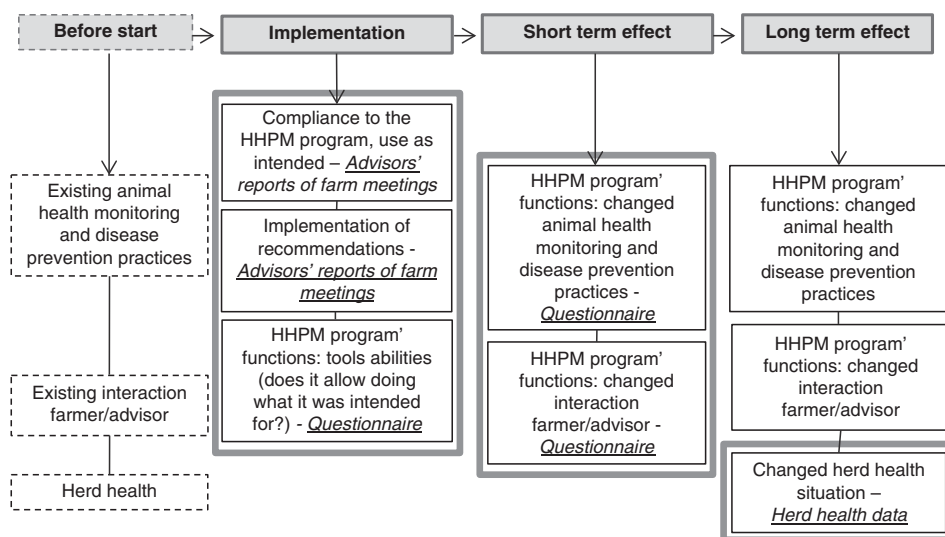 Before start
Implementation
Short term effect
Long term effect
Existing animal
health monitoring
and disease
prevention practices
Existing interaction
farmer/advisor
Herd health
Compliance to the
HHPM program, use as
intended – Advisors'
reports of farm meetings
Implementation of
recommendations -
Advisors' reports of farm
meetings
HHPM program'
functions: tools abilities
(does it allow doing
what it was intended
for?) - Questionnaire
HHPM program'
functions: changed
animal health
monitoring and
disease prevention
practices -
Questionnaire
HHPM program'
functions: changed
interaction
farmer/advisor -
Questionnaire
HHPM program'
functions: changed
animal health
monitoring and
disease prevention
practices
HHPM program'
functions: changed
interaction
farmer/advisor
Changed herd health
situation –
Herd health data